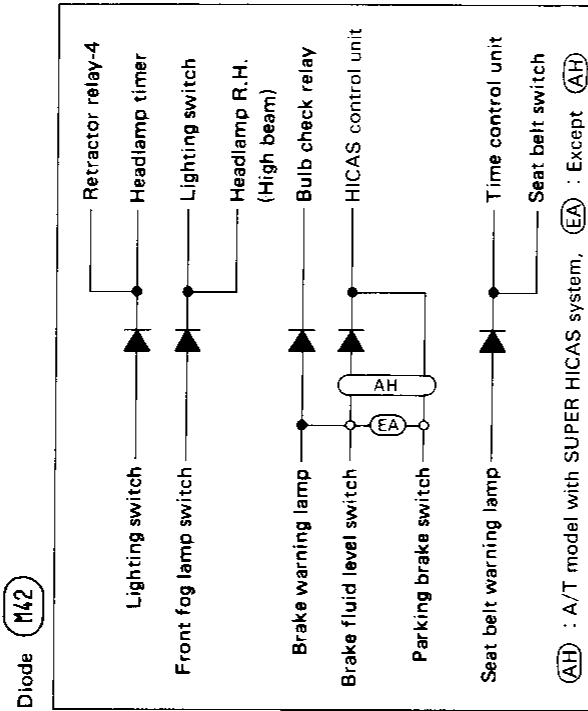 Diode M42
Retractor relay-4
Lighting switch
Headlamp timer
Front fog lamp switch
Lighting switch
Headlamp R.H.
(High beam)
Brake warning lamp
Bulb check relay
Brake fluid level switch
HICAS control unit
AH
EA
Parking brake switch
Seat belt warning lamp
Time control unit
Seat belt switch
AH : A/T model with SUPER HICAS system, EA : Except AH